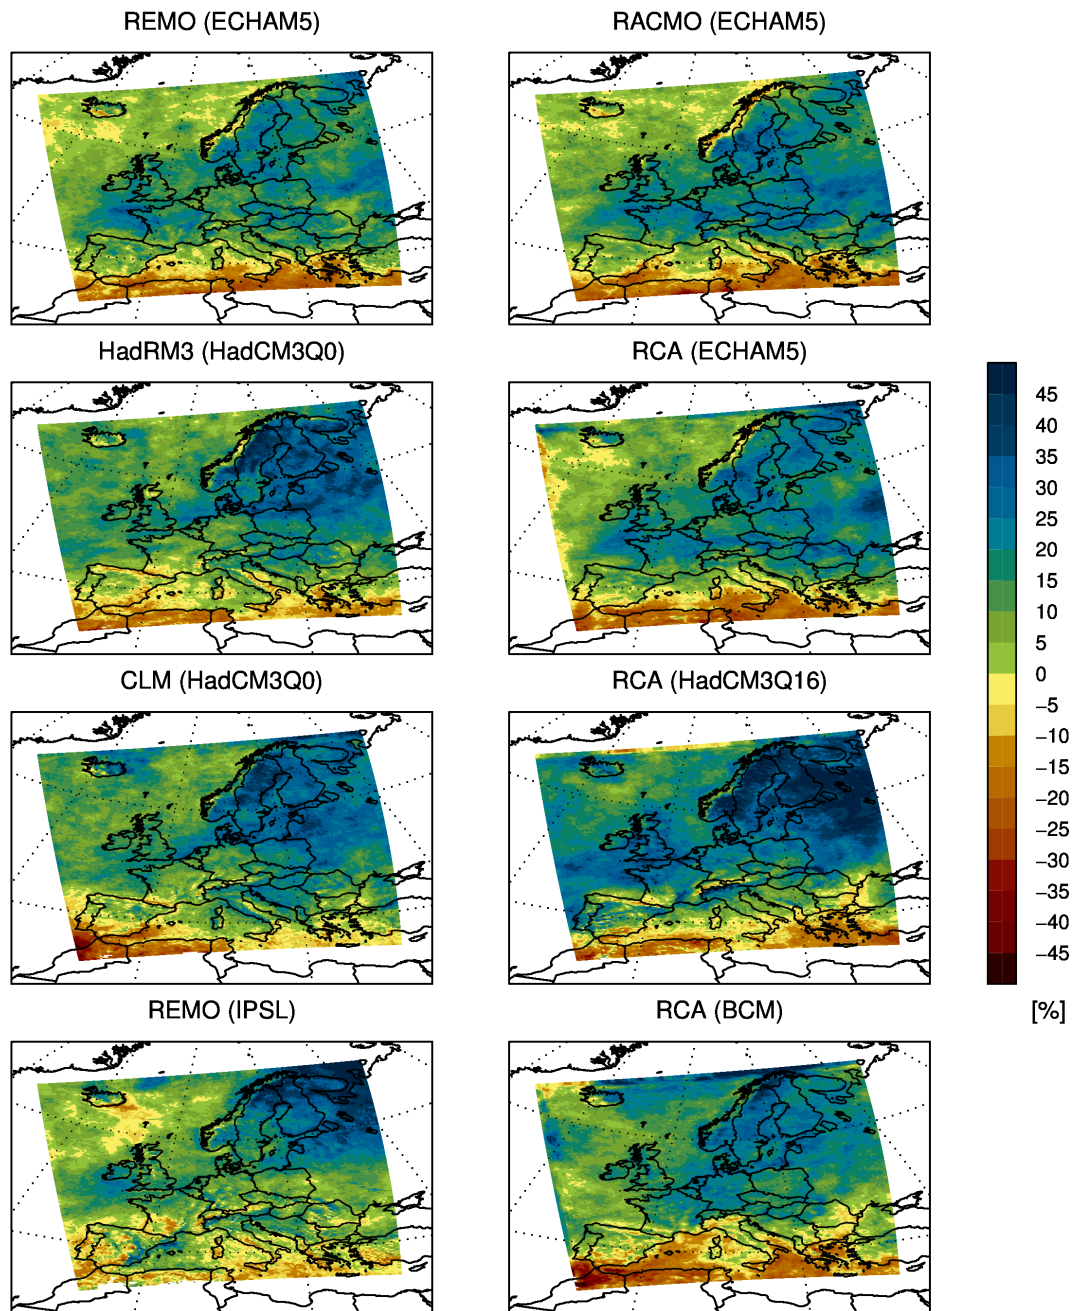 REMO (ECHAM5)
RACMO (ECHAM5)
HadRM3 (HadCM3Q0)
RCA (ECHAM5)
CLM (HadCM3Q0)
RCA (HadCM3Q16)
REMO (IPSL)
RCA (BCM)
45
40
35
30
25
20
15
10
5
0
−5
−10
−15
−20
−25
−30
−35
−40
−45
[%]